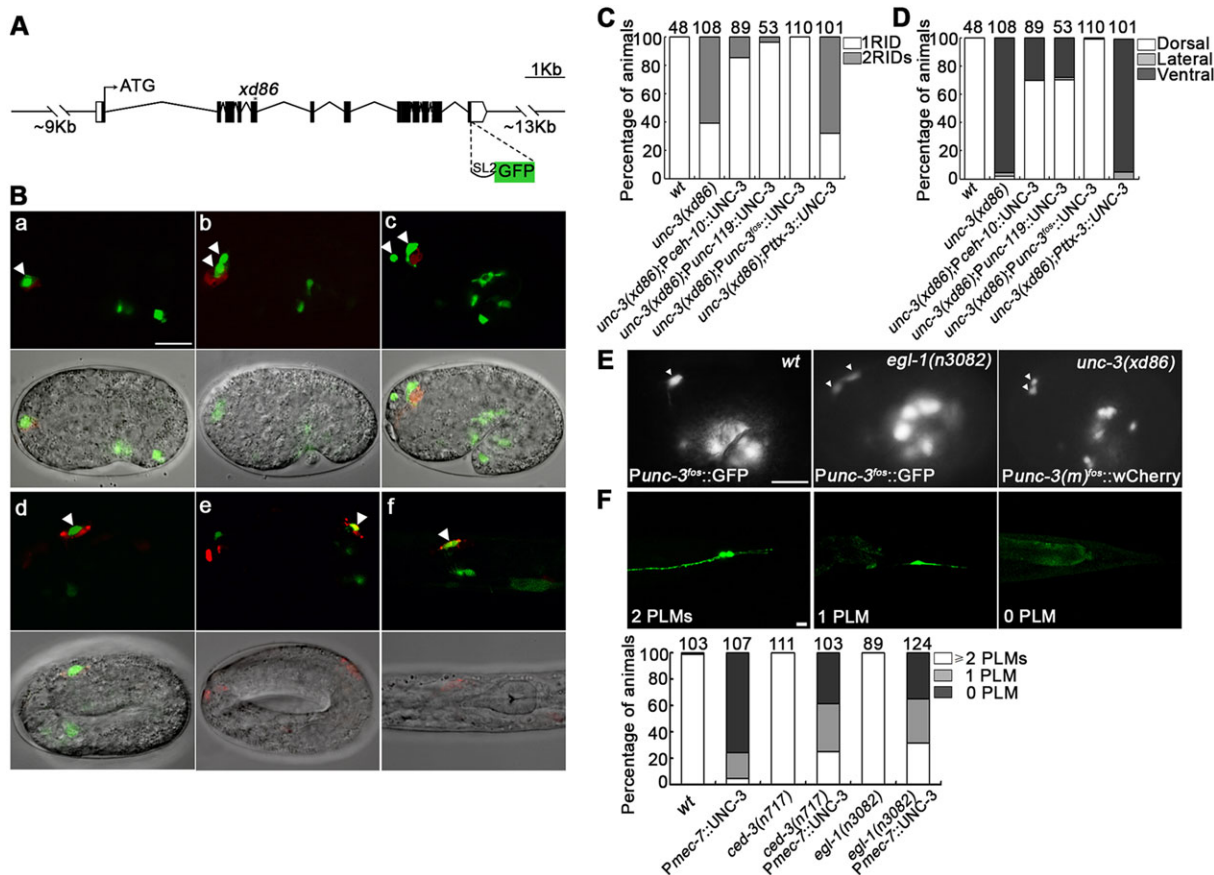 A
1Kb
xd86
ATG
~9Kb
~13Kb
SL2
GFP
B
a
b
c
d
e
f
C
48 108 89 53 110 101
1RID
2RIDs
Percentage of animals
100
80
60
40
20
0
wt
unc-3(xd86)
unc-3(xd86);Pceh-10::UNC-3
unc-3(xd86);Punc-119::UNC-3
unc-3(xd86);Punc-3fos::UNC-3
unc-3(xd86);Pttx-3::UNC-3
D
48 108 89 53 110 101
Dorsal
Lateral
Ventral
Percentage of animals
100
80
60
40
20
0
wt
unc-3(xd86)
unc-3(xd86);Pceh-10::UNC-3
unc-3(xd86);Punc-119::UNC-3
unc-3(xd86);Punc-3fos::UNC-3
unc-3(xd86);Pttx-3::UNC-3
E
wt
egl-1(n3082)
unc-3(xd86)
Punc-3fos::GFP
Punc-3fos::GFP
Punc-3(m)fos::wCherry
F
2 PLMs
1 PLM
0 PLM
103 107 111 103 89 124
≥2 PLMs
1 PLM
0 PLM
Percentage of animals
100
80
60
40
20
0
wt
Pmec-7::UNC-3
ced-3(n717)
ced-3(n717)
Pmec-7::UNC-3
egl-1(n3082)
egl-1(n3082)
Pmec-7::UNC-3